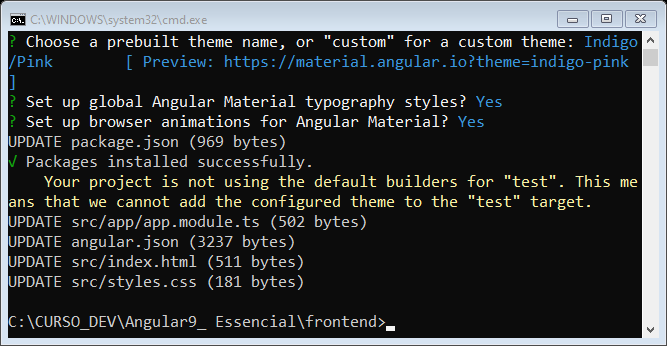 C:\WINDOWS\system32\cmd.exe
? Choose a prebuilt theme name, or "custom" for a custom theme: Indigo
/Pink        [ Preview: https://material.angular.io?theme=indigo-pink
]
? Set up global Angular Material typography styles? Yes
? Set up browser animations for Angular Material? Yes
UPDATE package.json (969 bytes)
√ Packages installed successfully.
    Your project is not using the default builders for "test". This me
ans that we cannot add the configured theme to the "test" target.
UPDATE src/app/app.module.ts (502 bytes)
UPDATE angular.json (3237 bytes)
UPDATE src/index.html (511 bytes)
UPDATE src/styles.css (181 bytes)
C:\CURSO_DEV\Angular9_ Essencial\frontend>